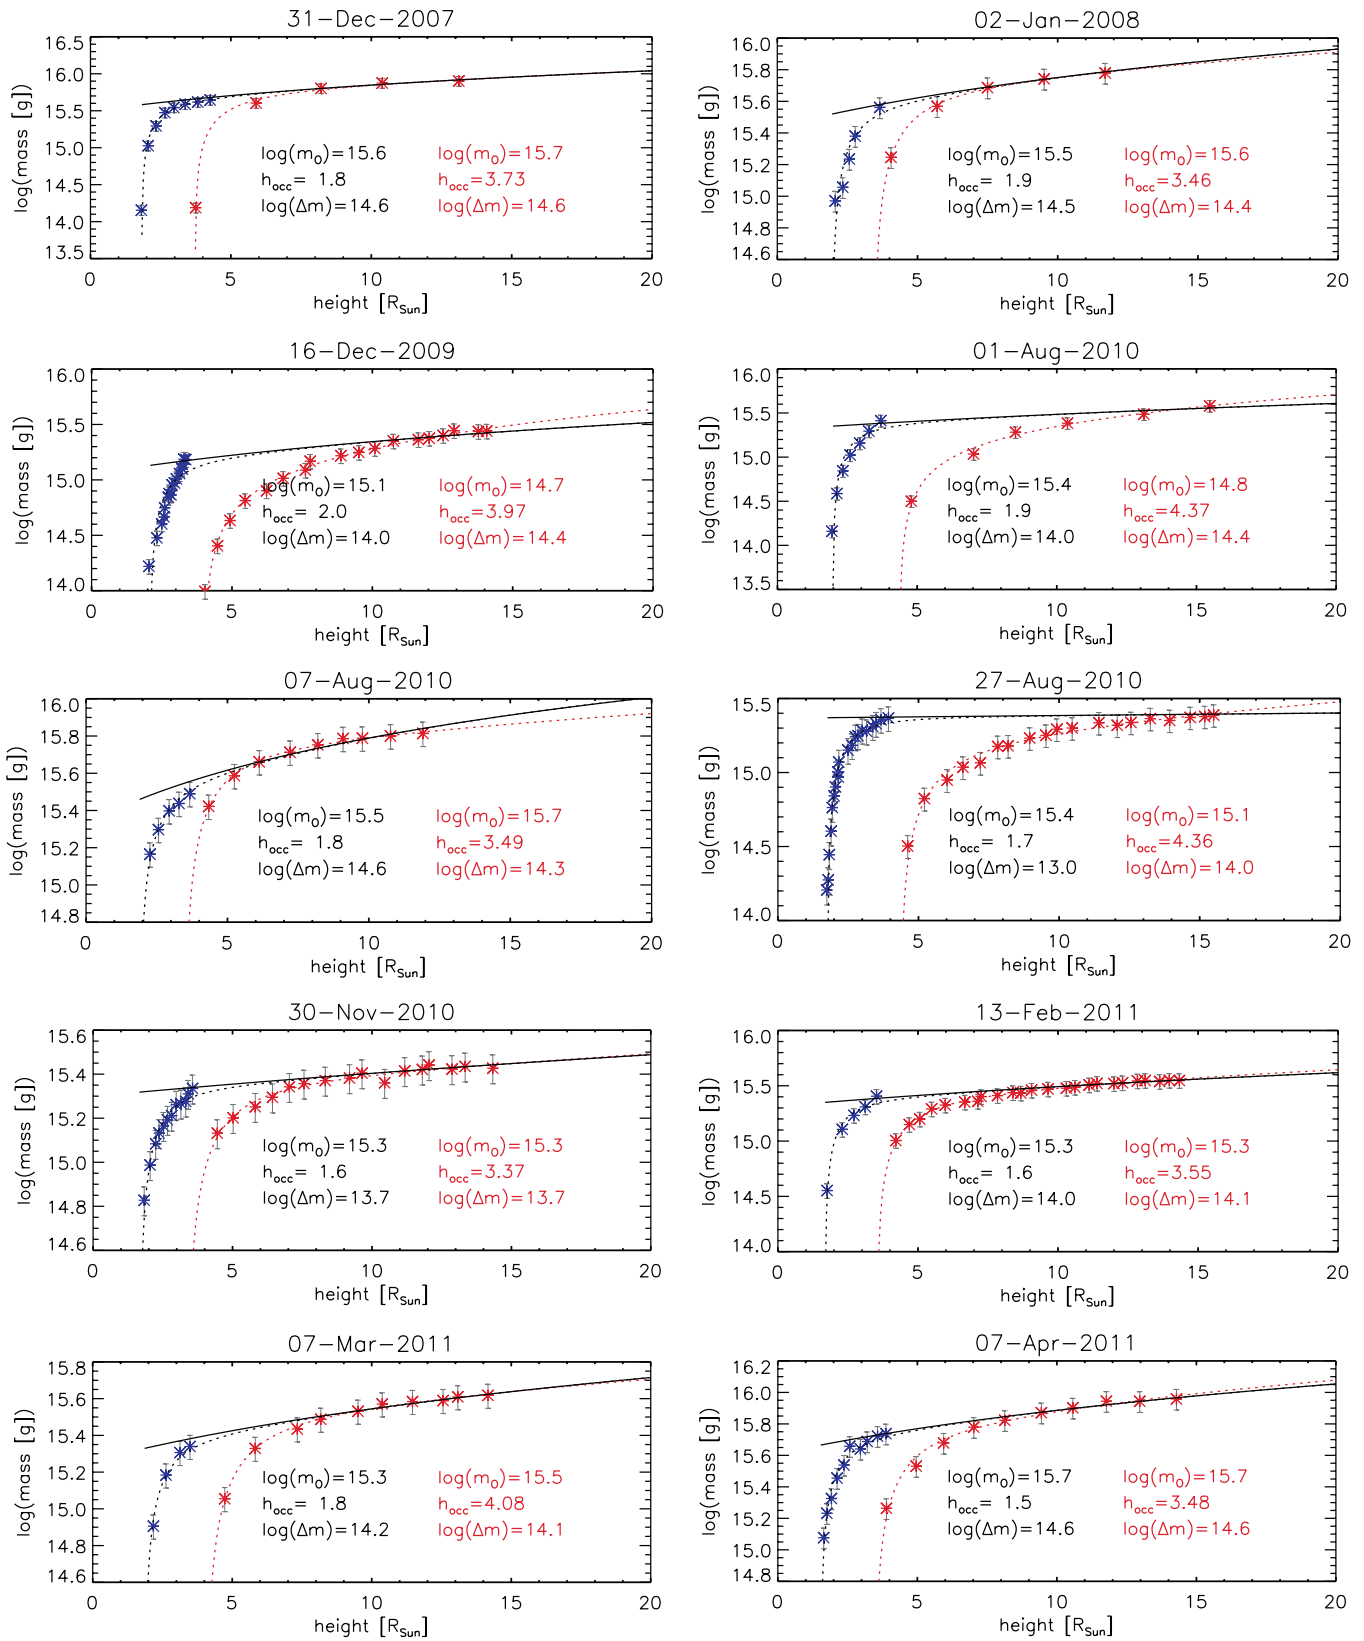 31-Dec-2007
16.5
16.0
15.5
15.0
14.5
14.0
13.5
log(mass [g])
log(m₀)=15.6 log(m₀)=15.7
hocc= 1.8 hocc=3.73
log(Δm)=14.6 log(Δm)=14.6
0 5 10 15 20
height [RSun]
02-Jan-2008
16.0
15.8
15.6
15.4
15.2
15.0
14.8
14.6
log(mass [g])
log(m₀)=15.5 log(m₀)=15.6
hocc= 1.9 hocc=3.46
log(Δm)=14.5 log(Δm)=14.4
0 5 10 15 20
height [RSun]
16-Dec-2009
16.0
15.5
15.0
14.5
14.0
log(mass [g])
log(m₀)=15.1 log(m₀)=14.7
hocc= 2.0 hocc=3.97
log(Δm)=14.0 log(Δm)=14.4
0 5 10 15 20
height [RSun]
01-Aug-2010
16.0
15.5
15.0
14.5
14.0
13.5
log(mass [g])
log(m₀)=15.4 log(m₀)=14.8
hocc= 1.9 hocc=4.37
log(Δm)=14.0 log(Δm)=14.4
0 5 10 15 20
height [RSun]
07-Aug-2010
16.0
15.8
15.6
15.4
15.2
15.0
14.8
log(mass [g])
log(m₀)=15.5 log(m₀)=15.7
hocc= 1.8 hocc=3.49
log(Δm)=14.6 log(Δm)=14.3
0 5 10 15 20
height [RSun]
27-Aug-2010
15.5
15.0
14.5
14.0
log(mass [g])
log(m₀)=15.4 log(m₀)=15.1
hocc= 1.7 hocc=4.36
log(Δm)=13.0 log(Δm)=14.0
0 5 10 15 20
height [RSun]
30-Nov-2010
15.6
15.4
15.2
15.0
14.8
14.6
log(mass [g])
log(m₀)=15.3 log(m₀)=15.3
hocc= 1.6 hocc=3.37
log(Δm)=13.7 log(Δm)=13.7
0 5 10 15 20
height [RSun]
13-Feb-2011
16.0
15.5
15.0
14.5
14.0
log(mass [g])
log(m₀)=15.3 log(m₀)=15.3
hocc= 1.6 hocc=3.55
log(Δm)=14.0 log(Δm)=14.1
0 5 10 15 20
height [RSun]
07-Mar-2011
15.8
15.6
15.4
15.2
15.0
14.8
14.6
log(mass [g])
log(m₀)=15.3 log(m₀)=15.5
hocc= 1.8 hocc=4.08
log(Δm)=14.2 log(Δm)=14.1
0 5 10 15 20
height [RSun]
07-Apr-2011
16.2
16.0
15.8
15.6
15.4
15.2
15.0
14.8
log(mass [g])
log(m₀)=15.7 log(m₀)=15.7
hocc= 1.5 hocc=3.48
log(Δm)=14.6 log(Δm)=14.6
0 5 10 15 20
height [RSun]